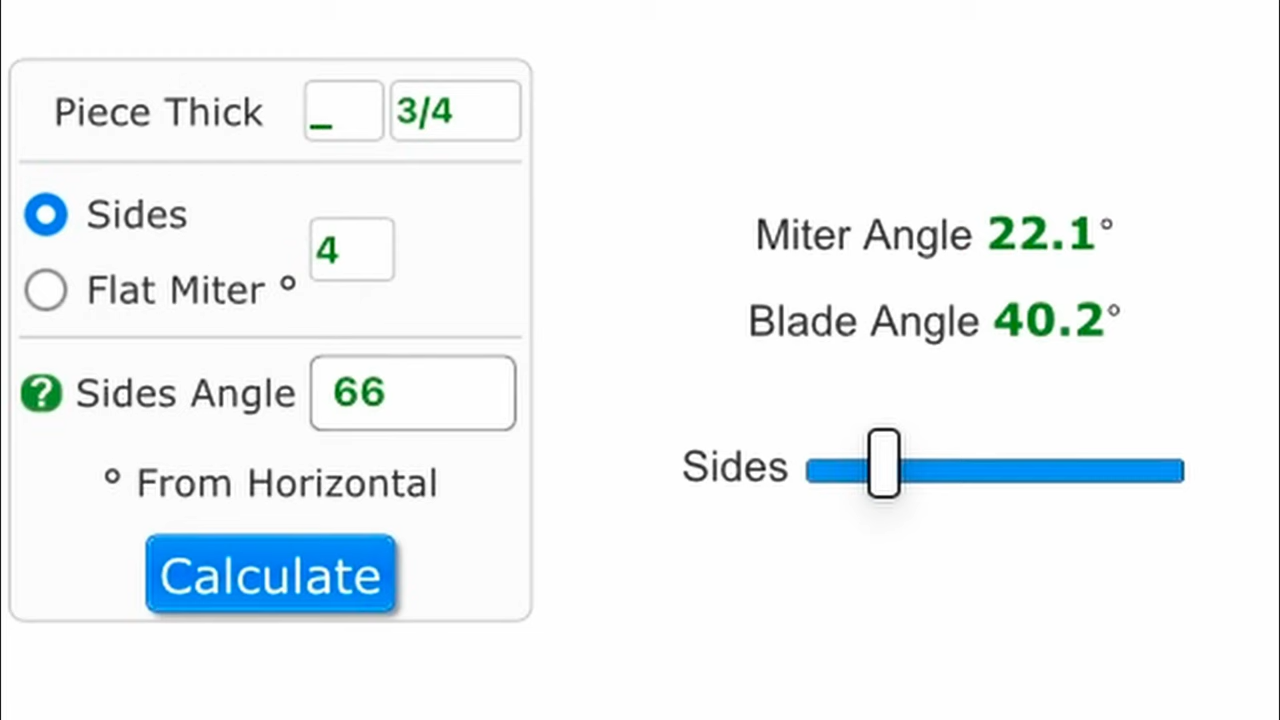 Piece Thick _ 3/4
Sides
4
Flat Miter °
? Sides Angle 66
° From Horizontal
Calculate
Miter Angle 22.1°
Blade Angle 40.2°
Sides